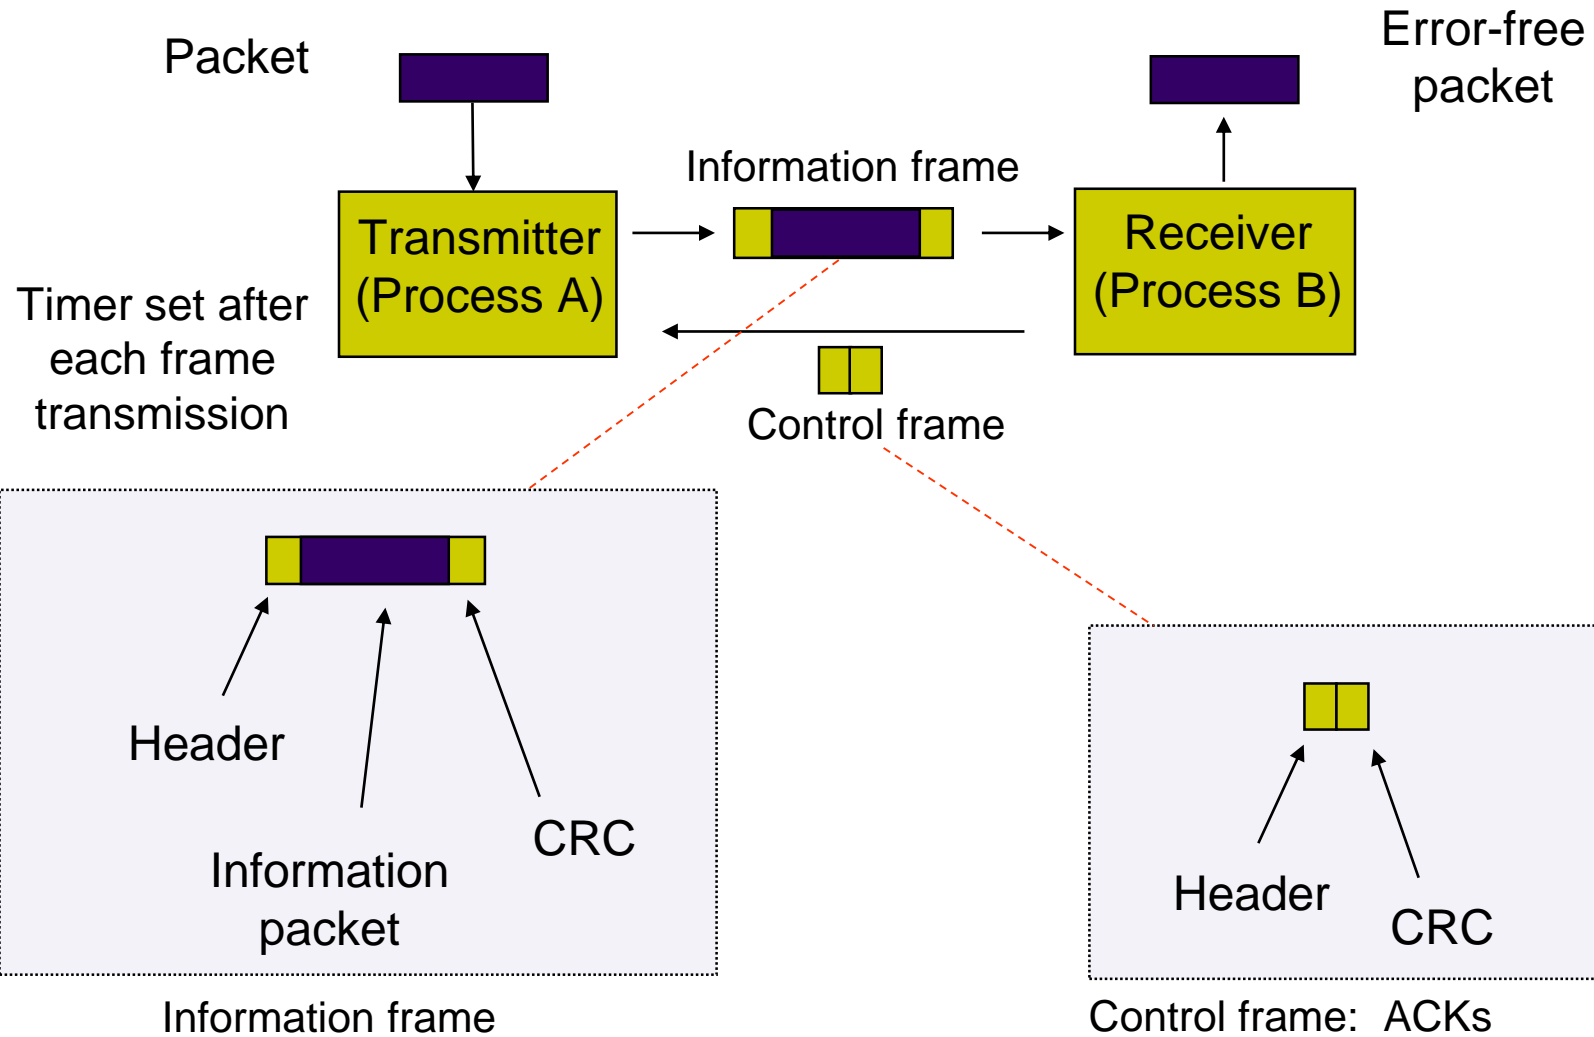 Packet
Error-free
packet
Information frame
Transmitter
(Process A)
Receiver
(Process B)
Timer set after
each frame
transmission
Control frame
Header
Information
packet
CRC
Header
CRC
Information frame
Control frame: ACKs